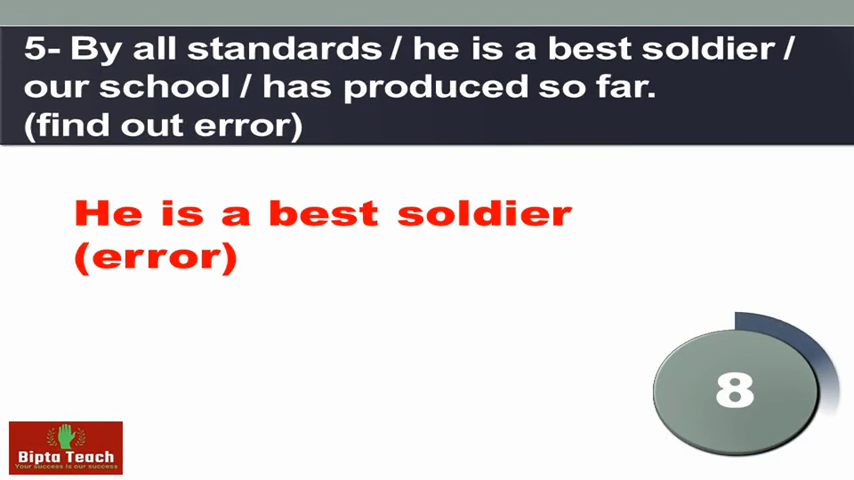 5- By all standards / he is a best soldier /
our school / has produced so far.
(find out error)
He is a best soldier
(error)
8
Bipta Teach
Your success is our success